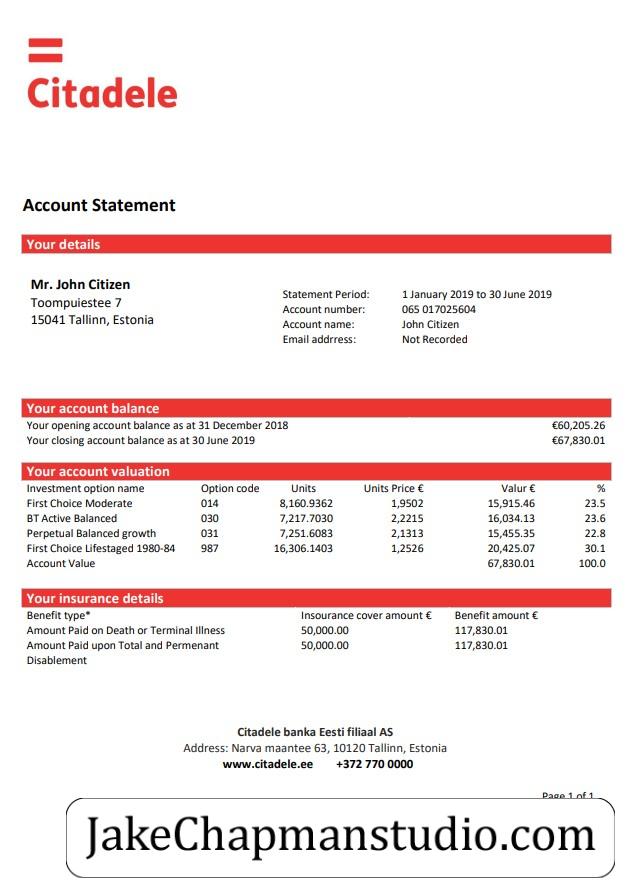 Citadele
Account Statement
Your details
Mr. John Citizen
Toompuiestee 7
15041 Tallinn, Estonia
Statement Period: 1 January 2019 to 30 June 2019
Account number: 065 017025604
Account name: John Citizen
Email addrress: Not Recorded
Your account balance
Your opening account balance as at 31 December 2018 €60,205.26
Your closing account balance as at 30 June 2019 €67,830.01
Your account valuation
Investment option name Option code Units Units Price € Valur € %
First Choice Moderate 014 8,160.9362 1,9502 15,915.46 23.5
BT Active Balanced 030 7,217.7030 2,2215 16,034.13 23.6
Perpetual Balanced growth 031 7,251.6083 2,1313 15,455.35 22.8
First Choice Lifestaged 1980-84 987 16,306.1403 1,2526 20,425.07 30.1
Account Value 67,830.01 100.0
Your insurance details
Benefit type* Insourance cover amount € Benefit amount €
Amount Paid on Death or Terminal Illness 50,000.00 117,830.01
Amount Paid upon Total and Permenant 50,000.00 117,830.01
Disablement
Citadele banka Eesti filiaal AS
Address: Narva maantee 63, 10120 Tallinn, Estonia
www.citadele.ee +372 770 0000
Page 1 of 1
JakeChapmanstudio.com